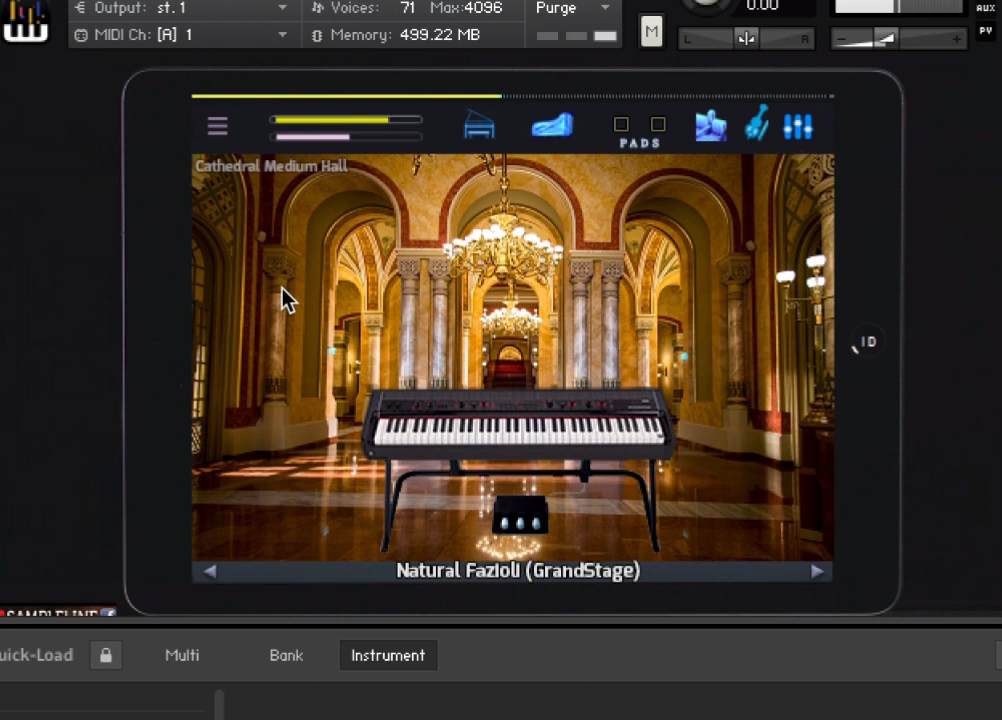 Output: st. 1
Voices: 71 Max:4096
Purge
0.00
AUX
MIDI Ch: [A] 1
Memory: 499.22 MB
M
L
R
PV
PADS
Cathedral Medium Hall
ID
Natural Fazioli (GrandStage)
SAMPLELINE
uick-Load
Multi
Bank
Instrument